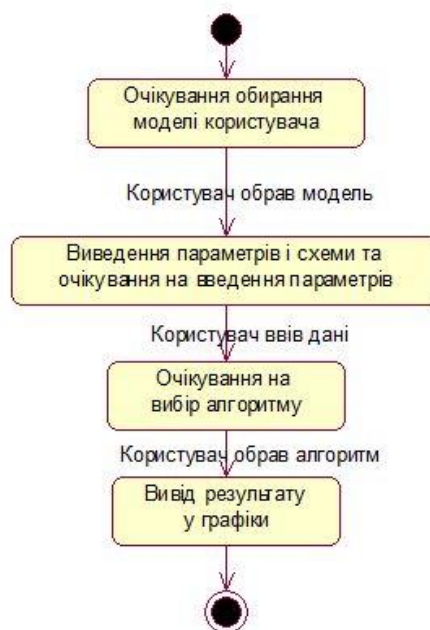 Очікування обирання
моделі користувача
Користувач обрав модель
Виведення параметрів і схеми та
очікування на введення параметрів
Користувач ввів дані
Очікування на
вибір алгоритму
Користувач обрав алгоритм
Вивід результату
у графіки